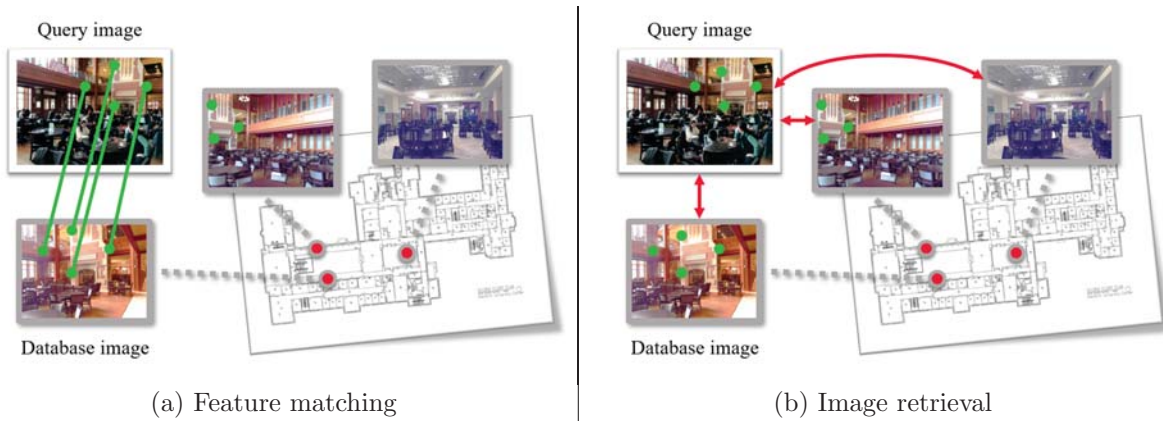 Query image
Database image
(a) Feature matching
Query image
Database image
(b) Image retrieval